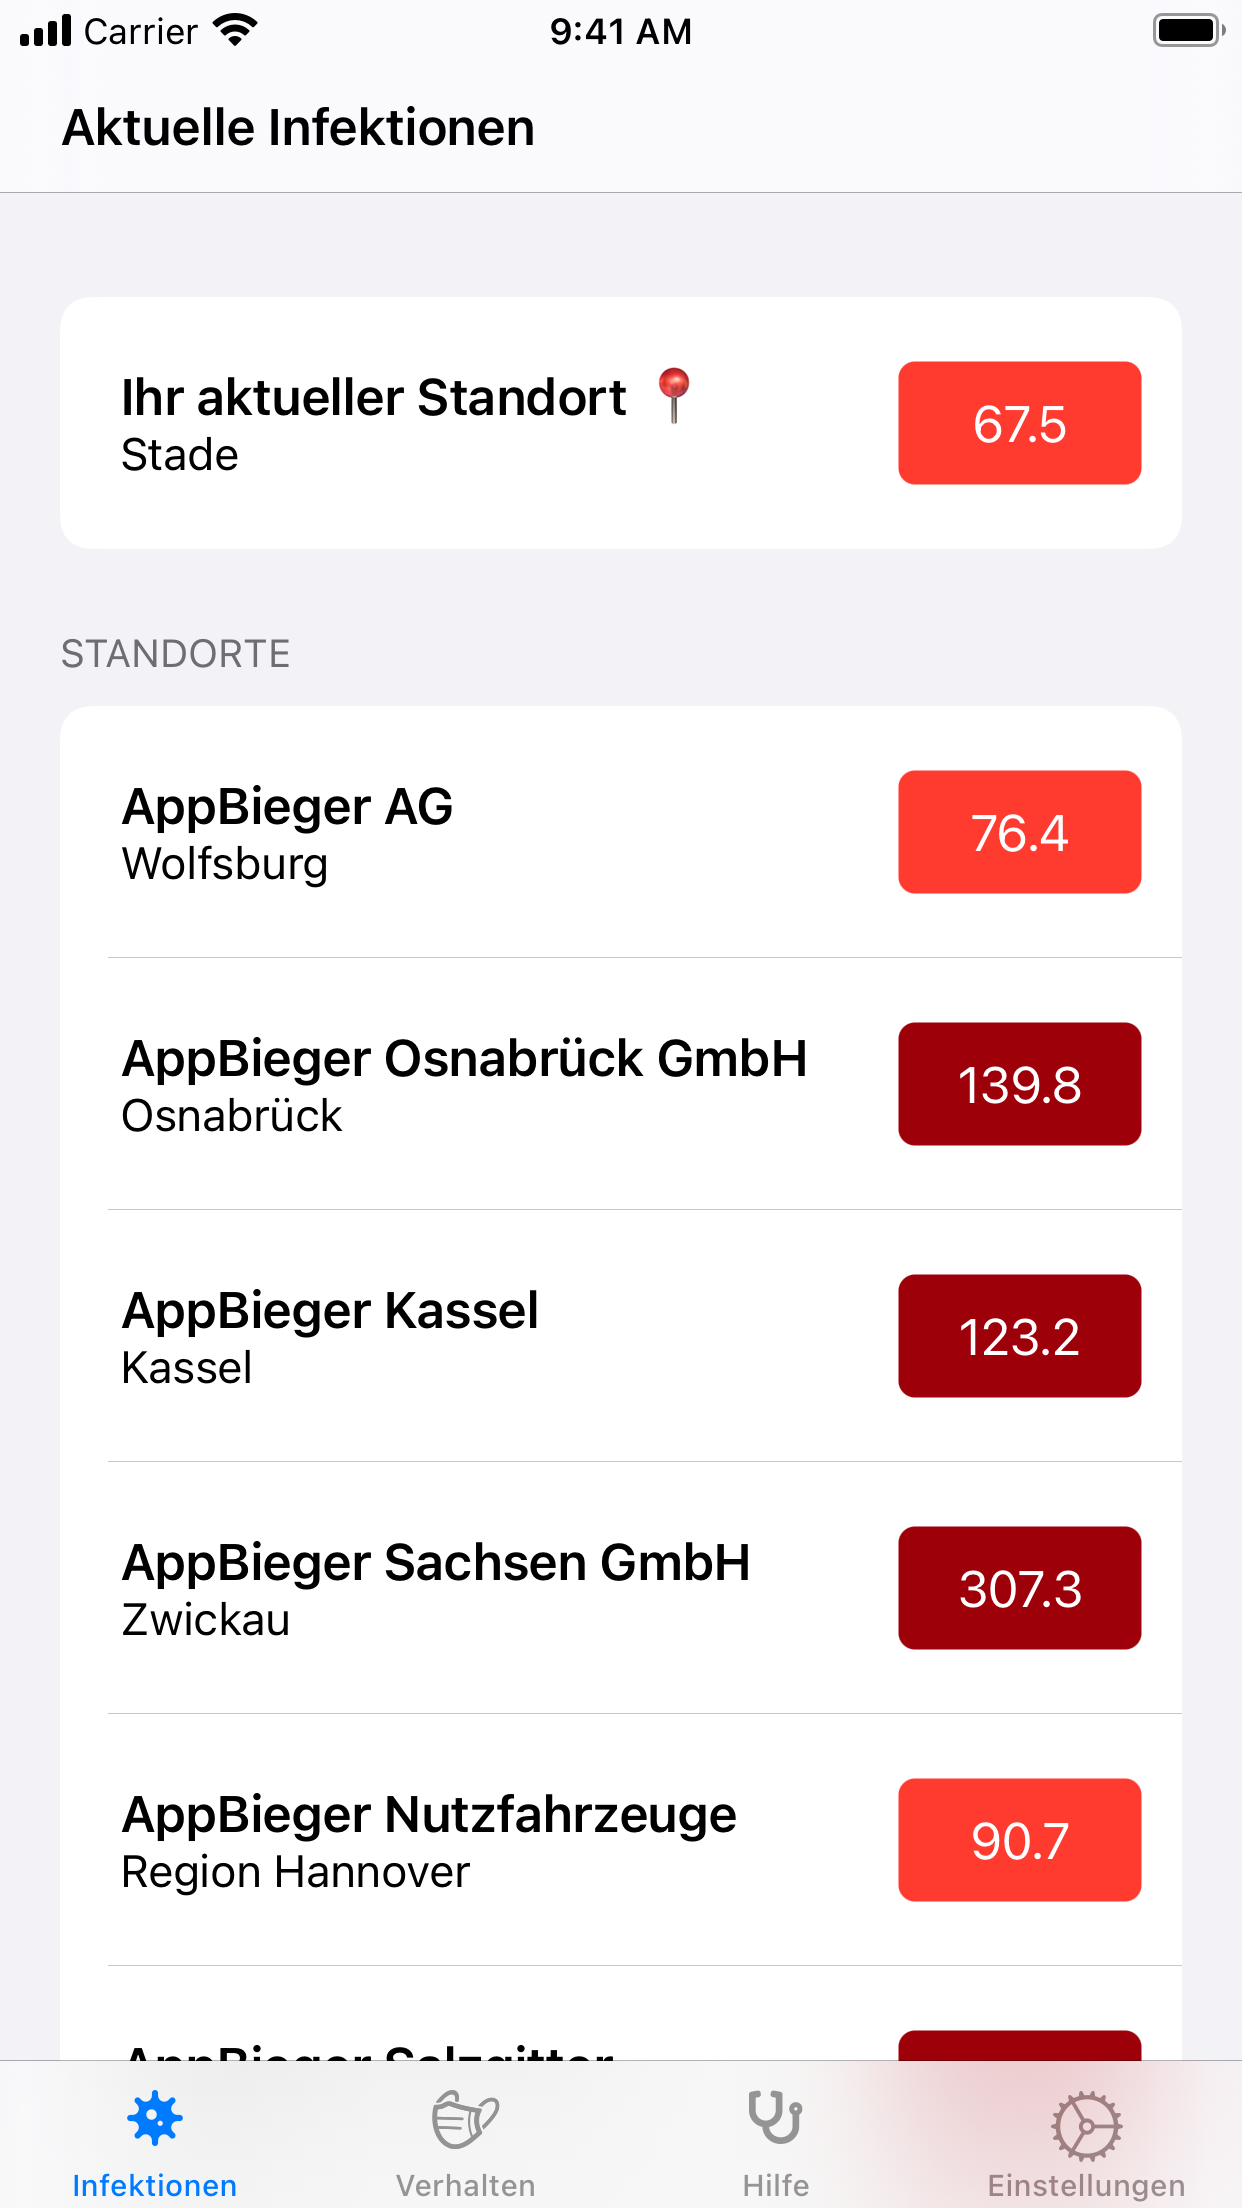 Carrier 9:41 AM
Aktuelle Infektionen
Ihr aktueller Standort
Stade
67.5
STANDORTE
AppBieger AG
Wolfsburg
76.4
AppBieger Osnabrück GmbH
Osnabrück
139.8
AppBieger Kassel
Kassel
123.2
AppBieger Sachsen GmbH
Zwickau
307.3
AppBieger Nutzfahrzeuge
Region Hannover
90.7
AppBieger Salzgitter
Infektionen Verhalten Hilfe Einstellungen